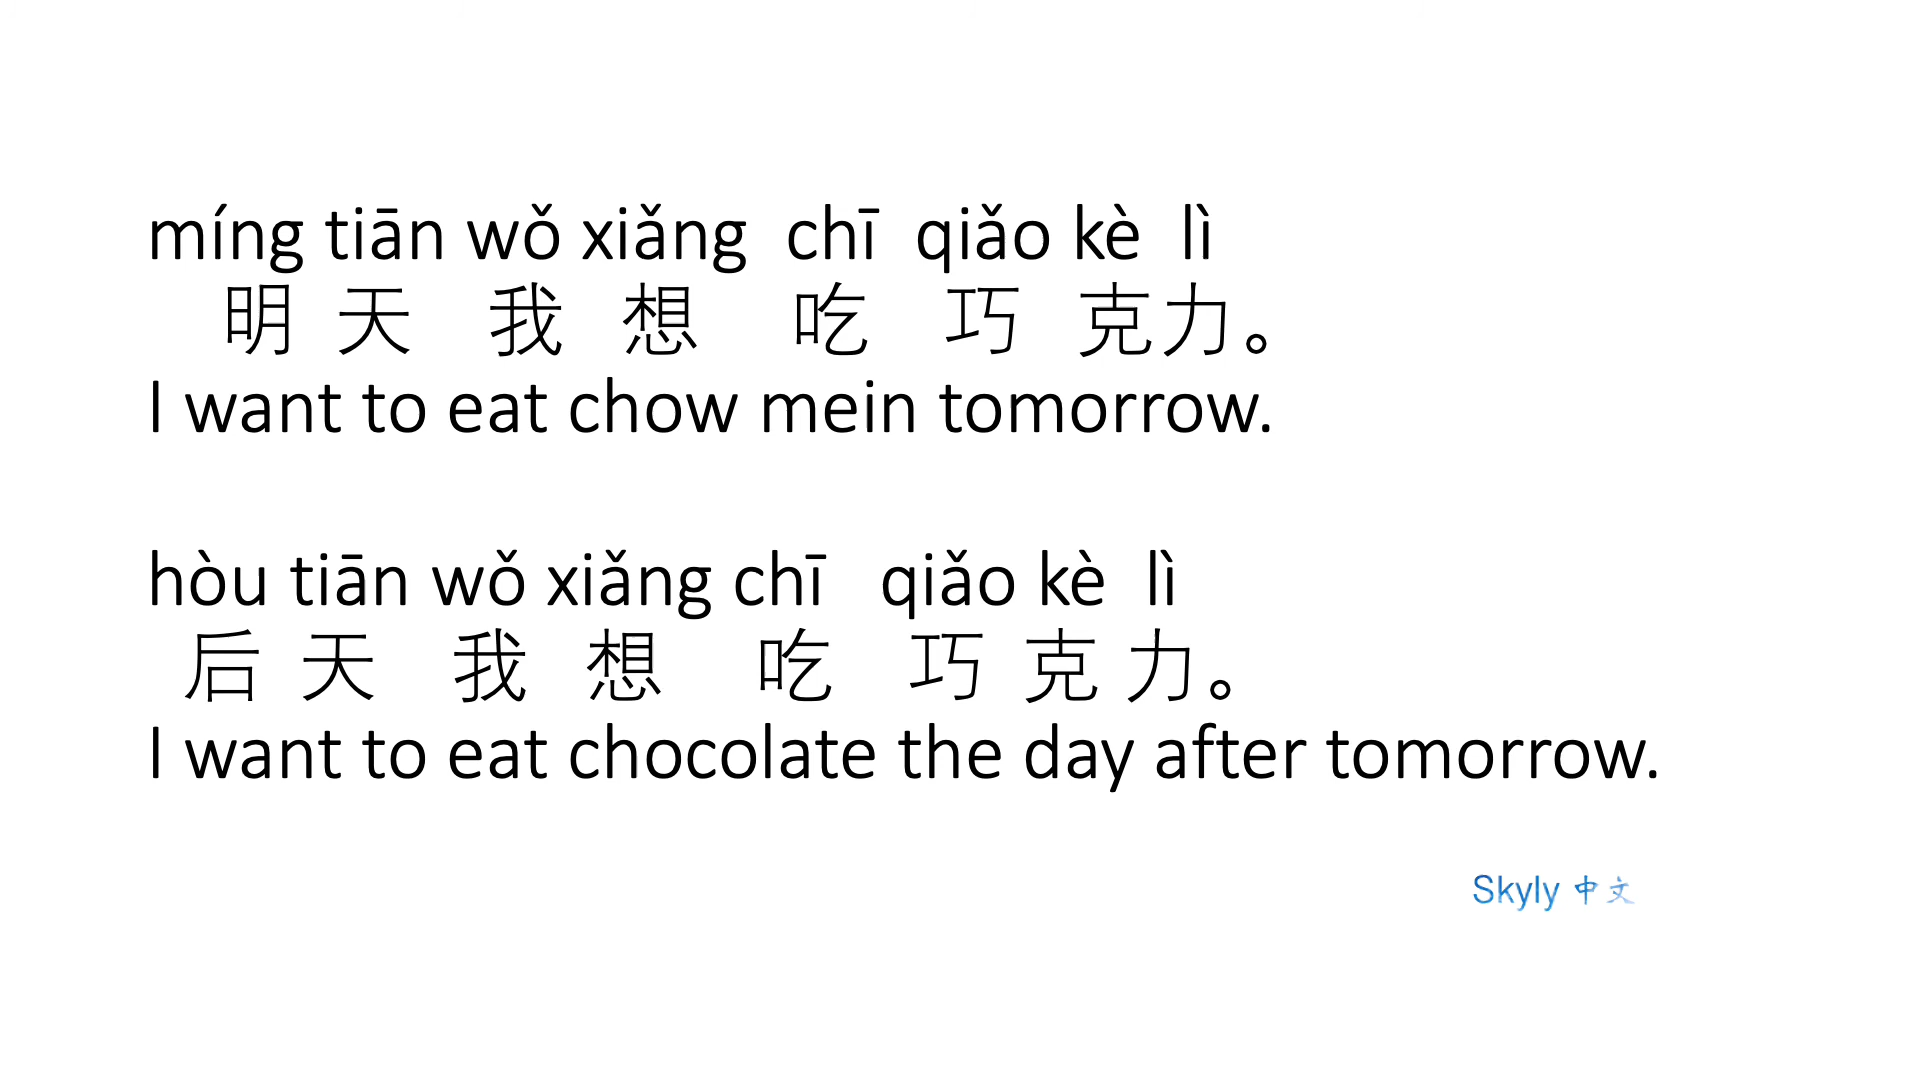 míng tiān wǒ xiǎng chī qiǎo kè lì
明天我想吃巧克力。
I want to eat chow mein tomorrow.
hòu tiān wǒ xiǎng chī qiǎo kè lì
后天我想吃巧克力。
I want to eat chocolate the day after tomorrow.
Skyly 中文